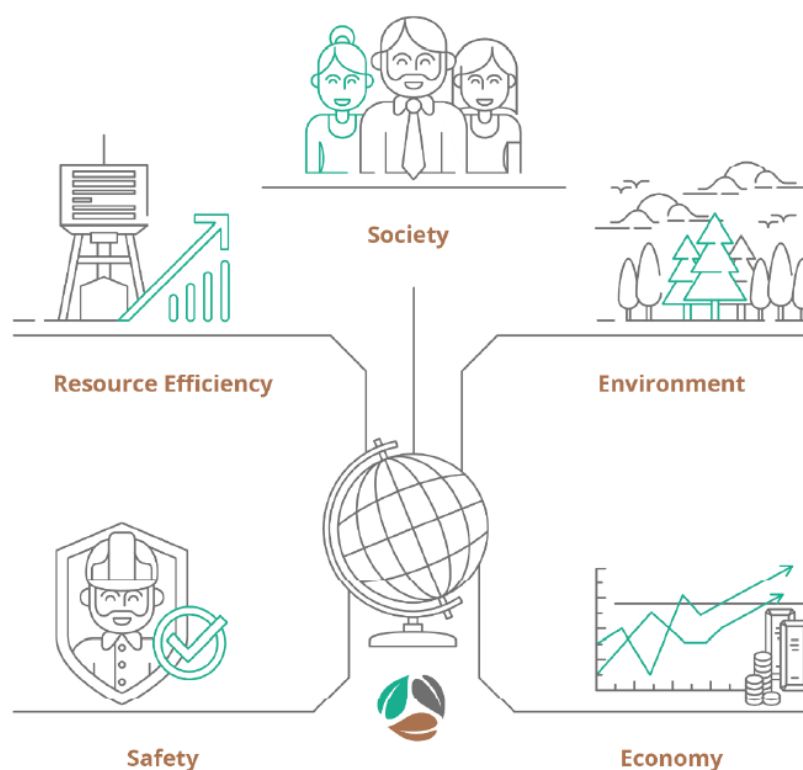 Society
Resource Efficiency
Environment
Safety
Economy